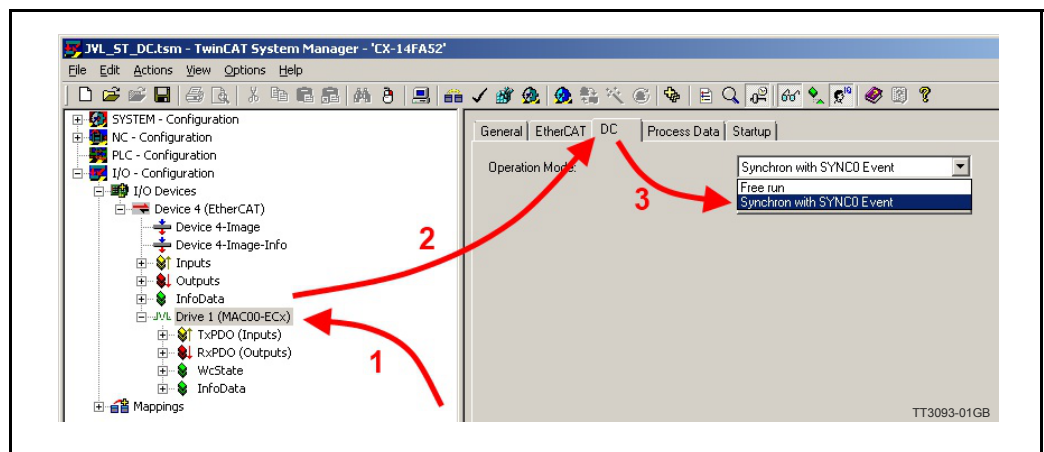 JVL_ST_DC.tsm - TwinCAT System Manager - 'CX-14FA52'
File Edit Actions View Options Help
SYSTEM - Configuration
NC - Configuration
PLC - Configuration
I/O - Configuration
I/O Devices
Device 4 (EtherCAT)
Device 4-Image
Device 4-Image-Info
Inputs
Outputs
InfoData
JVL Drive 1 (MAC00-ECx)
TxPDO (Inputs)
RxPDO (Outputs)
WcState
InfoData
Mappings
General EtherCAT DC Process Data Startup
Operation Mode:
Synchron with SYNC0 Event
Free run
Synchron with SYNC0 Event
1
2
3
TT3093-01GB